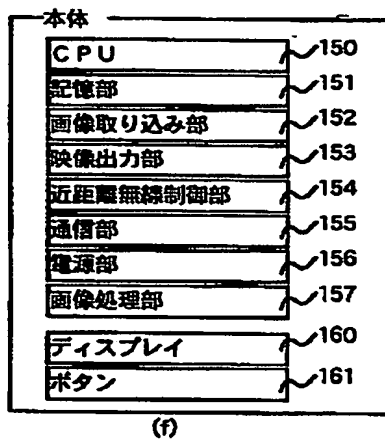 本体
CPU 150
記憶部 151
画像取り込み部 152
映像出力部 153
近距離無線制御部 154
通信部 155
電源部 156
画像処理部 157
ディスプレイ 160
ボタン 161
(f)